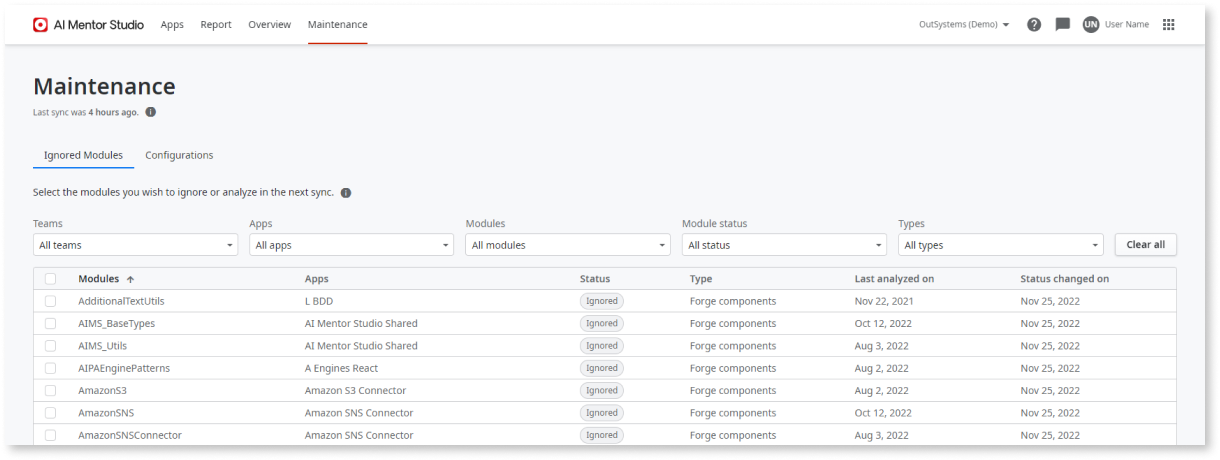 AI Mentor Studio Apps Report Overview Maintenance OutSystems (Demo) UN User Name
Maintenance
Last sync was 4 hours ago.
Ignored Modules Configurations
Select the modules you wish to ignore or analyze in the next sync.
Teams Apps Modules Module status Types
All teams All apps All modules All status All types Clear all
Modules Apps Status Type Last analyzed on Status changed on
AdditionalTextUtils L BDD Ignored Forge components Nov 22, 2021 Nov 25, 2022
AIMS_BaseTypes AI Mentor Studio Shared Ignored Forge components Oct 12, 2022 Nov 25, 2022
AIMS_Utils AI Mentor Studio Shared Ignored Forge components Aug 3, 2022 Nov 25, 2022
AIPAEnginePatterns A Engines React Ignored Forge components Aug 2, 2022 Nov 25, 2022
AmazonS3 Amazon S3 Connector Ignored Forge components Aug 2, 2022 Nov 25, 2022
AmazonSNS Amazon SNS Connector Ignored Forge components Oct 12, 2022 Nov 25, 2022
AmazonSNSConnector Amazon SNS Connector Ignored Forge components Aug 3, 2022 Nov 25, 2022